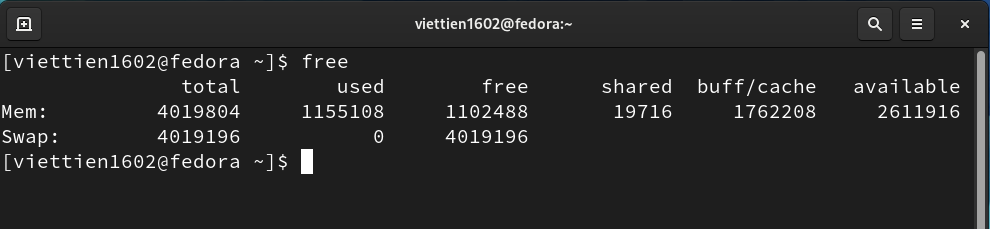 viettien1602@fedora:~
[viettien1602@fedora ~]$ free
total used free shared buff/cache available
Mem: 4019804 1155108 1102488 19716 1762208 2611916
Swap: 4019196 0 4019196
[viettien1602@fedora ~]$